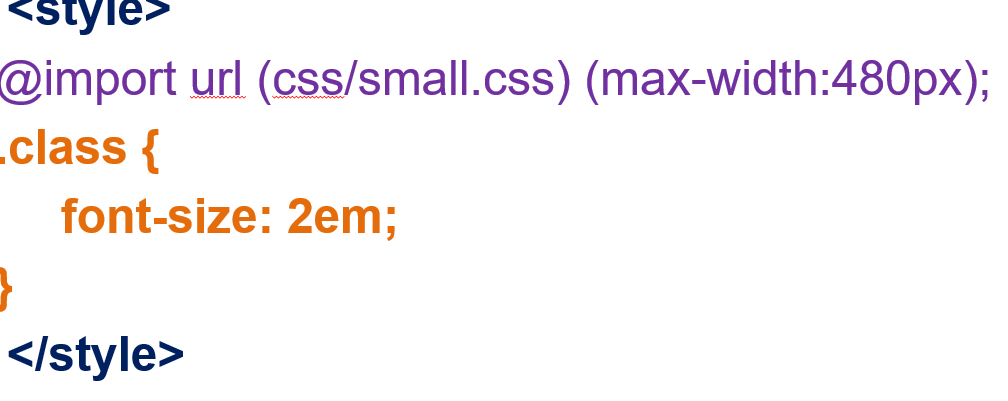 <style>
@import url (css/small.css) (max-width:480px);
.class {
font-size: 2em;
}
</style>